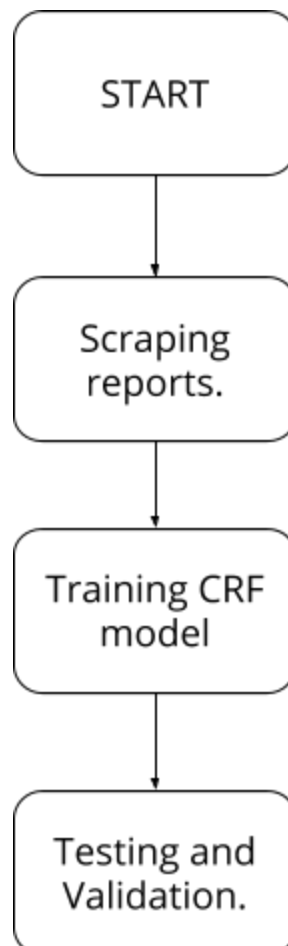 START
Scraping
reports.
Training CRF
model
Testing and
Validation.